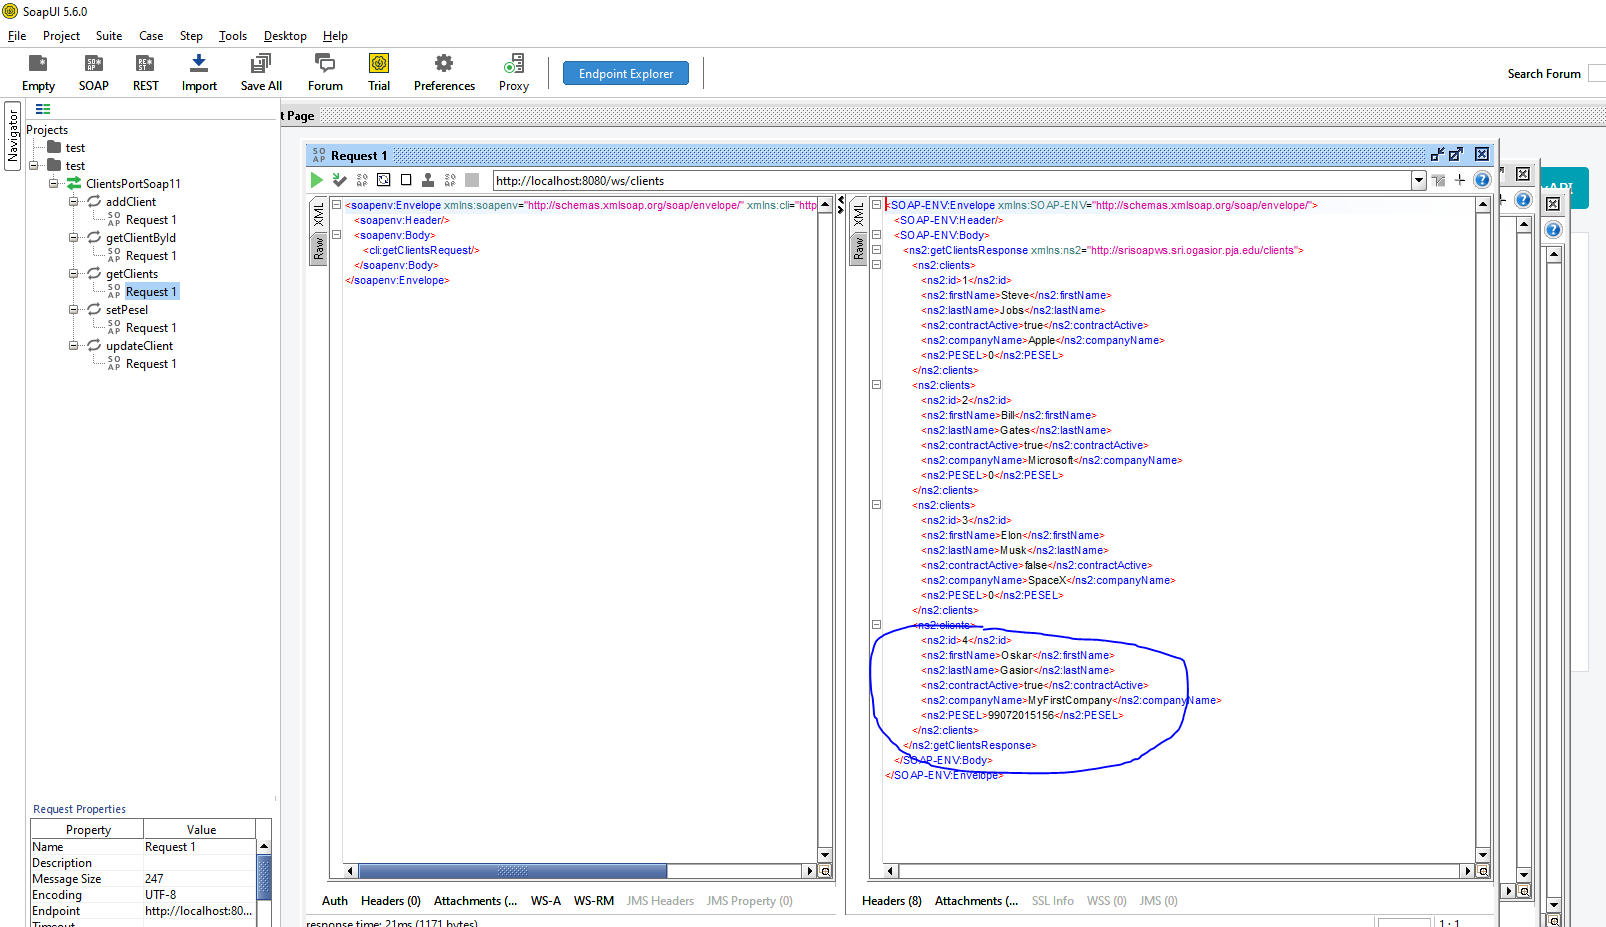 SoapUI 5.6.0
File Project Suite Case Step Tools Desktop Help
Empty SOAP REST Import Save All Forum Trial Preferences Proxy Endpoint Explorer Search Forum
Navigator
Projects
test
test
ClientsPortSoap11
addClient
SO AP Request 1
getClientById
SO AP Request 1
getClients
SO AP Request 1
setPesel
SO AP Request 1
updateClient
SO AP Request 1
Request Properties
Property Value
Name Request 1
Description
Message Size 247
Encoding UTF-8
Endpoint http://localhost:80...
Timeout
t Page
SO AP Request 1
http://localhost:8080/ws/clients
XML
Raw
<soapenv:Envelope xmlns:soapenv="http://schemas.xmlsoap.org/soap/envelope/" xmlns:cli="http
<soapenv:Header/>
<soapenv:Body>
<cli:getClientsRequest/>
</soapenv:Body>
</soapenv:Envelope>
Auth Headers (0) Attachments (... WS-A WS-RM JMS Headers JMS Property (0)
response time: 21ms (1171 bytes)
XML
Raw
<SOAP-ENV:Envelope xmlns:SOAP-ENV="http://schemas.xmlsoap.org/soap/envelope/">
<SOAP-ENV:Header/>
<SOAP-ENV:Body>
<ns2:getClientsResponse xmlns:ns2="http://srisoapws.sri.ogasior.pja.edu/clients">
<ns2:clients>
<ns2:id>1</ns2:id>
<ns2:firstName>Steve</ns2:firstName>
<ns2:lastName>Jobs</ns2:lastName>
<ns2:contractActive>true</ns2:contractActive>
<ns2:companyName>Apple</ns2:companyName>
<ns2:PESEL>0</ns2:PESEL>
</ns2:clients>
<ns2:clients>
<ns2:id>2</ns2:id>
<ns2:firstName>Bill</ns2:firstName>
<ns2:lastName>Gates</ns2:lastName>
<ns2:contractActive>true</ns2:contractActive>
<ns2:companyName>Microsoft</ns2:companyName>
<ns2:PESEL>0</ns2:PESEL>
</ns2:clients>
<ns2:clients>
<ns2:id>3</ns2:id>
<ns2:firstName>Elon</ns2:firstName>
<ns2:lastName>Musk</ns2:lastName>
<ns2:contractActive>false</ns2:contractActive>
<ns2:companyName>SpaceX</ns2:companyName>
<ns2:PESEL>0</ns2:PESEL>
</ns2:clients>
<ns2:clients>
<ns2:id>4</ns2:id>
<ns2:firstName>Oskar</ns2:firstName>
<ns2:lastName>Gasior</ns2:lastName>
<ns2:contractActive>true</ns2:contractActive>
<ns2:companyName>MyFirstCompany</ns2:companyName>
<ns2:PESEL>99072015156</ns2:PESEL>
</ns2:clients>
</ns2:getClientsResponse>
</SOAP-ENV:Body>
</SOAP-ENV:Envelope>
Headers (8) Attachments (... SSL Info WSS (0) JMS (0)
1 : 1